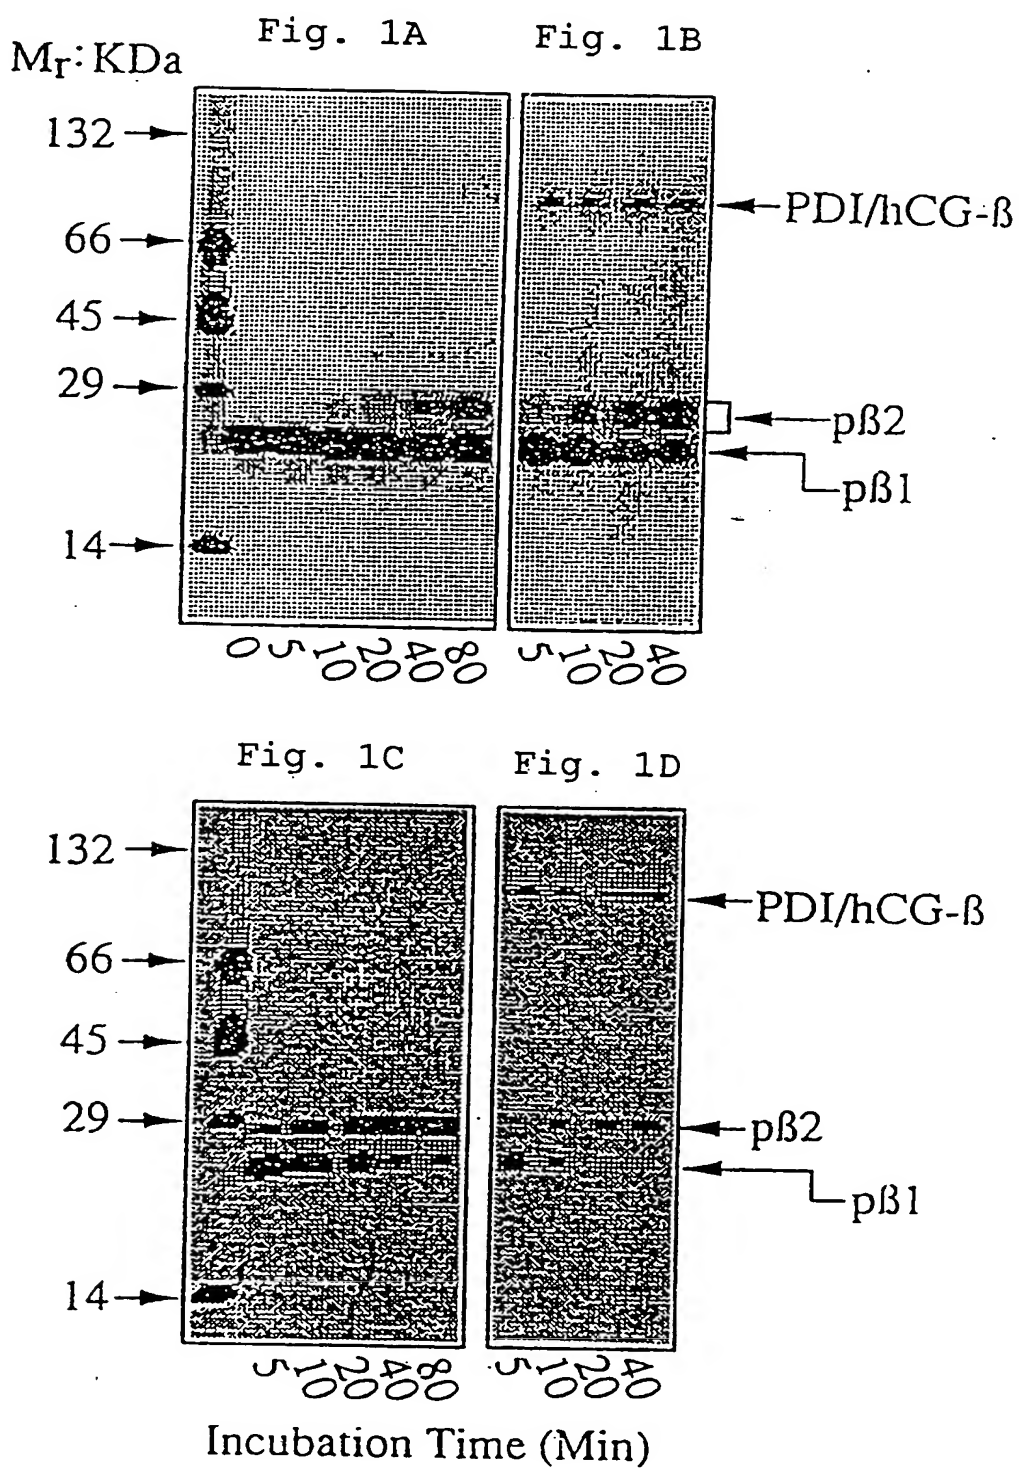 Fig. 1A
Fig. 1B
Mr: KDa
132
66
45
29
14
PDI/hCG-ß
pß2
pß1
0 5 10 20 40 80
5 10 20 40
Fig. 1C
Fig. 1D
132
66
45
29
14
PDI/hCG-ß
pß2
pß1
5 10 20 40 80
5 10 20 40
Incubation Time (Min)